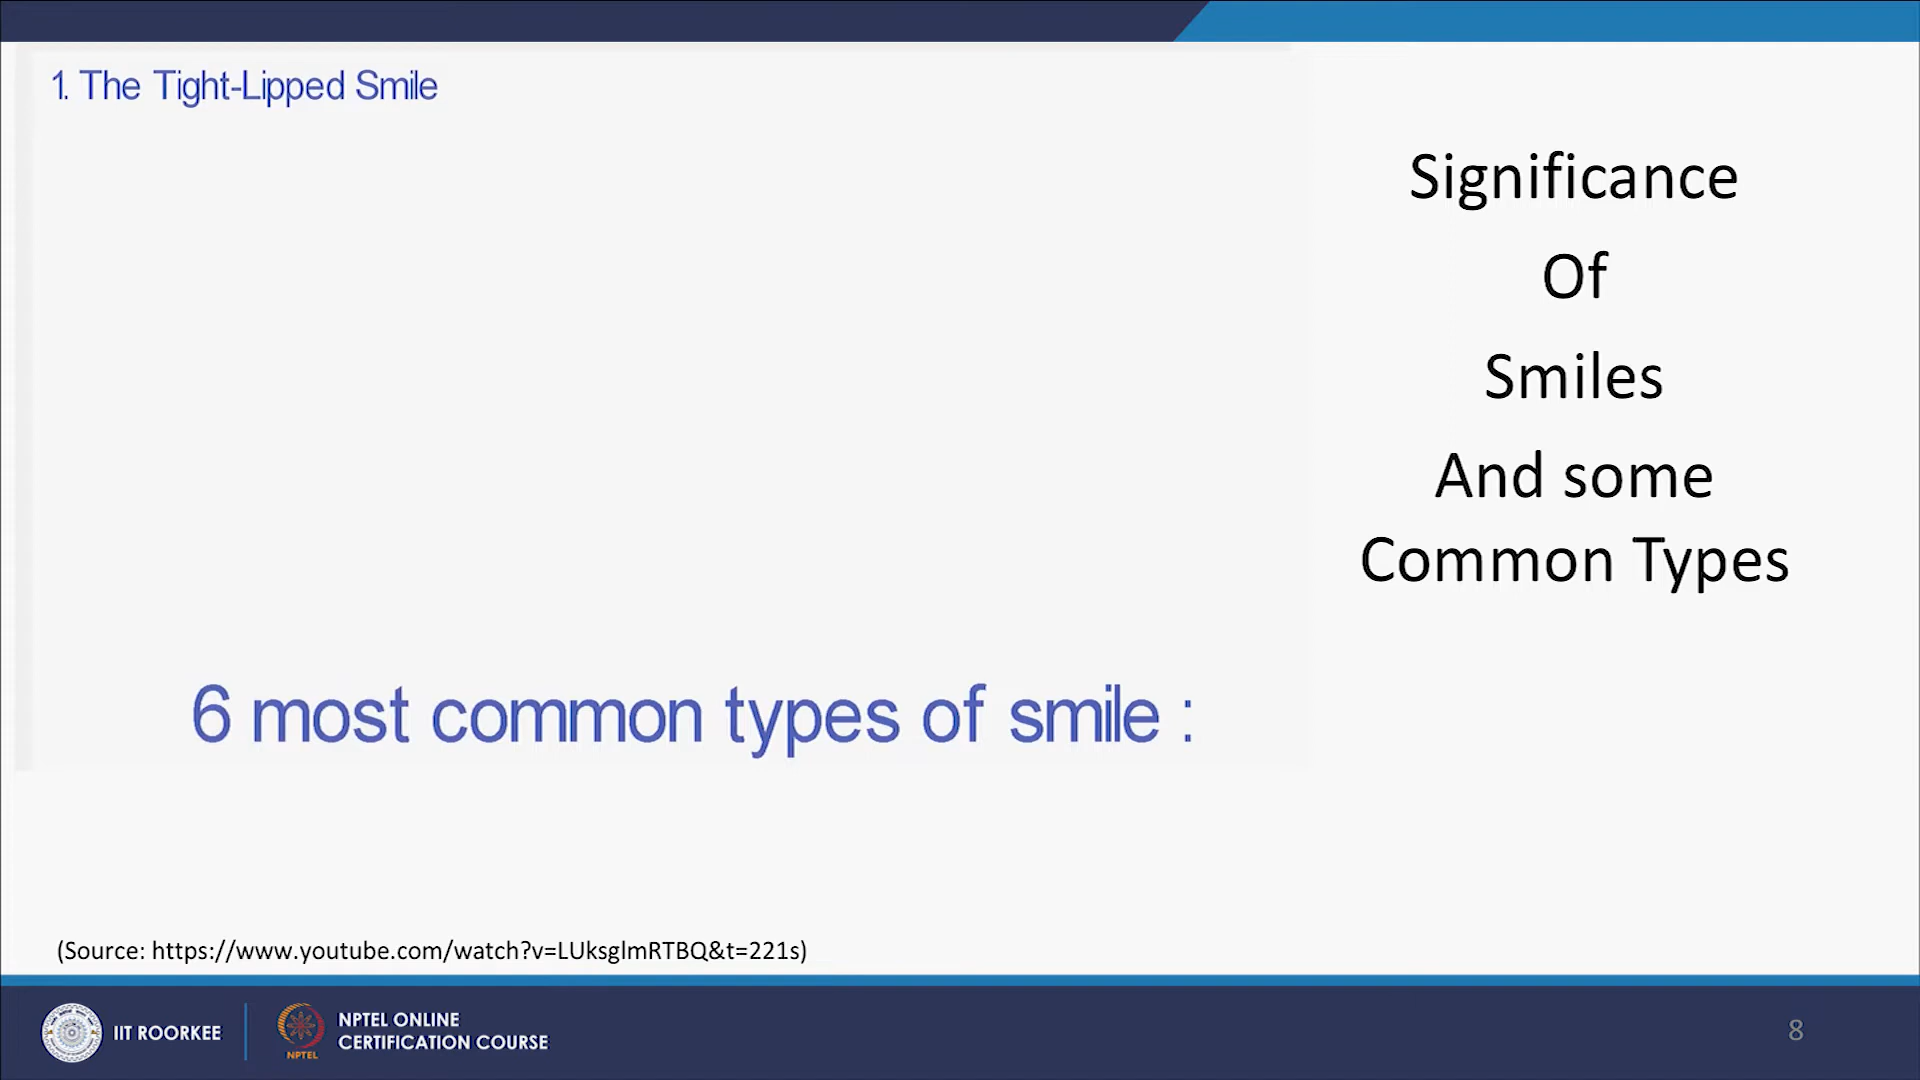 1. The Tight-Lipped Smile
6 most common types of smile :
Significance
Of
Smiles
And some
Common Types
(Source: https://www.youtube.com/watch?v=LUksglmRTBQ&t=221s)
IIT ROORKEE
NPTEL
NPTEL ONLINE
CERTIFICATION COURSE
8